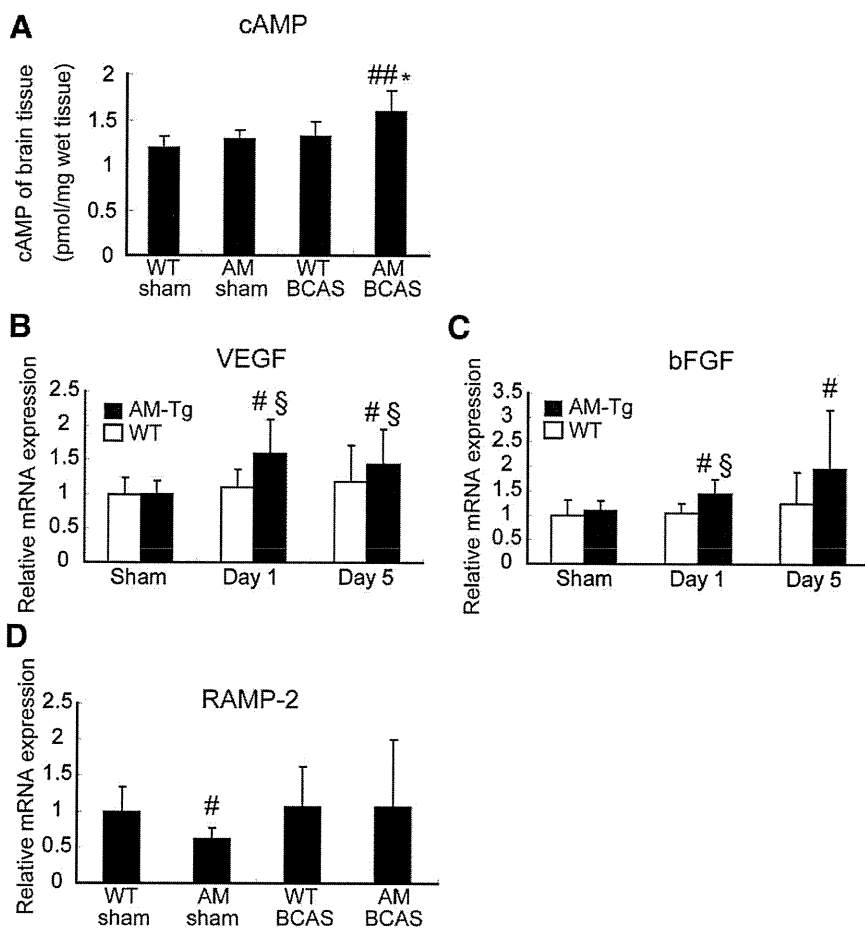 A
cAMP
cAMP of brain tissue
(pmol/mg wet tissue)
2
1.5
1
0.5
0
##*
WT
sham
AM
sham
WT
BCAS
AM
BCAS
B
VEGF
Relative mRNA expression
2.5
2
1.5
1
0.5
0
AM-Tg
WT
# §
# §
Sham
Day 1
Day 5
C
bFGF
Relative mRNA expression
3.5
3
2.5
2
1.5
1
0.5
0
AM-Tg
WT
# §
#
Sham
Day 1
Day 5
D
RAMP-2
Relative mRNA expression
2.5
2
1.5
1
0.5
0
#
WT
sham
AM
sham
WT
BCAS
AM
BCAS